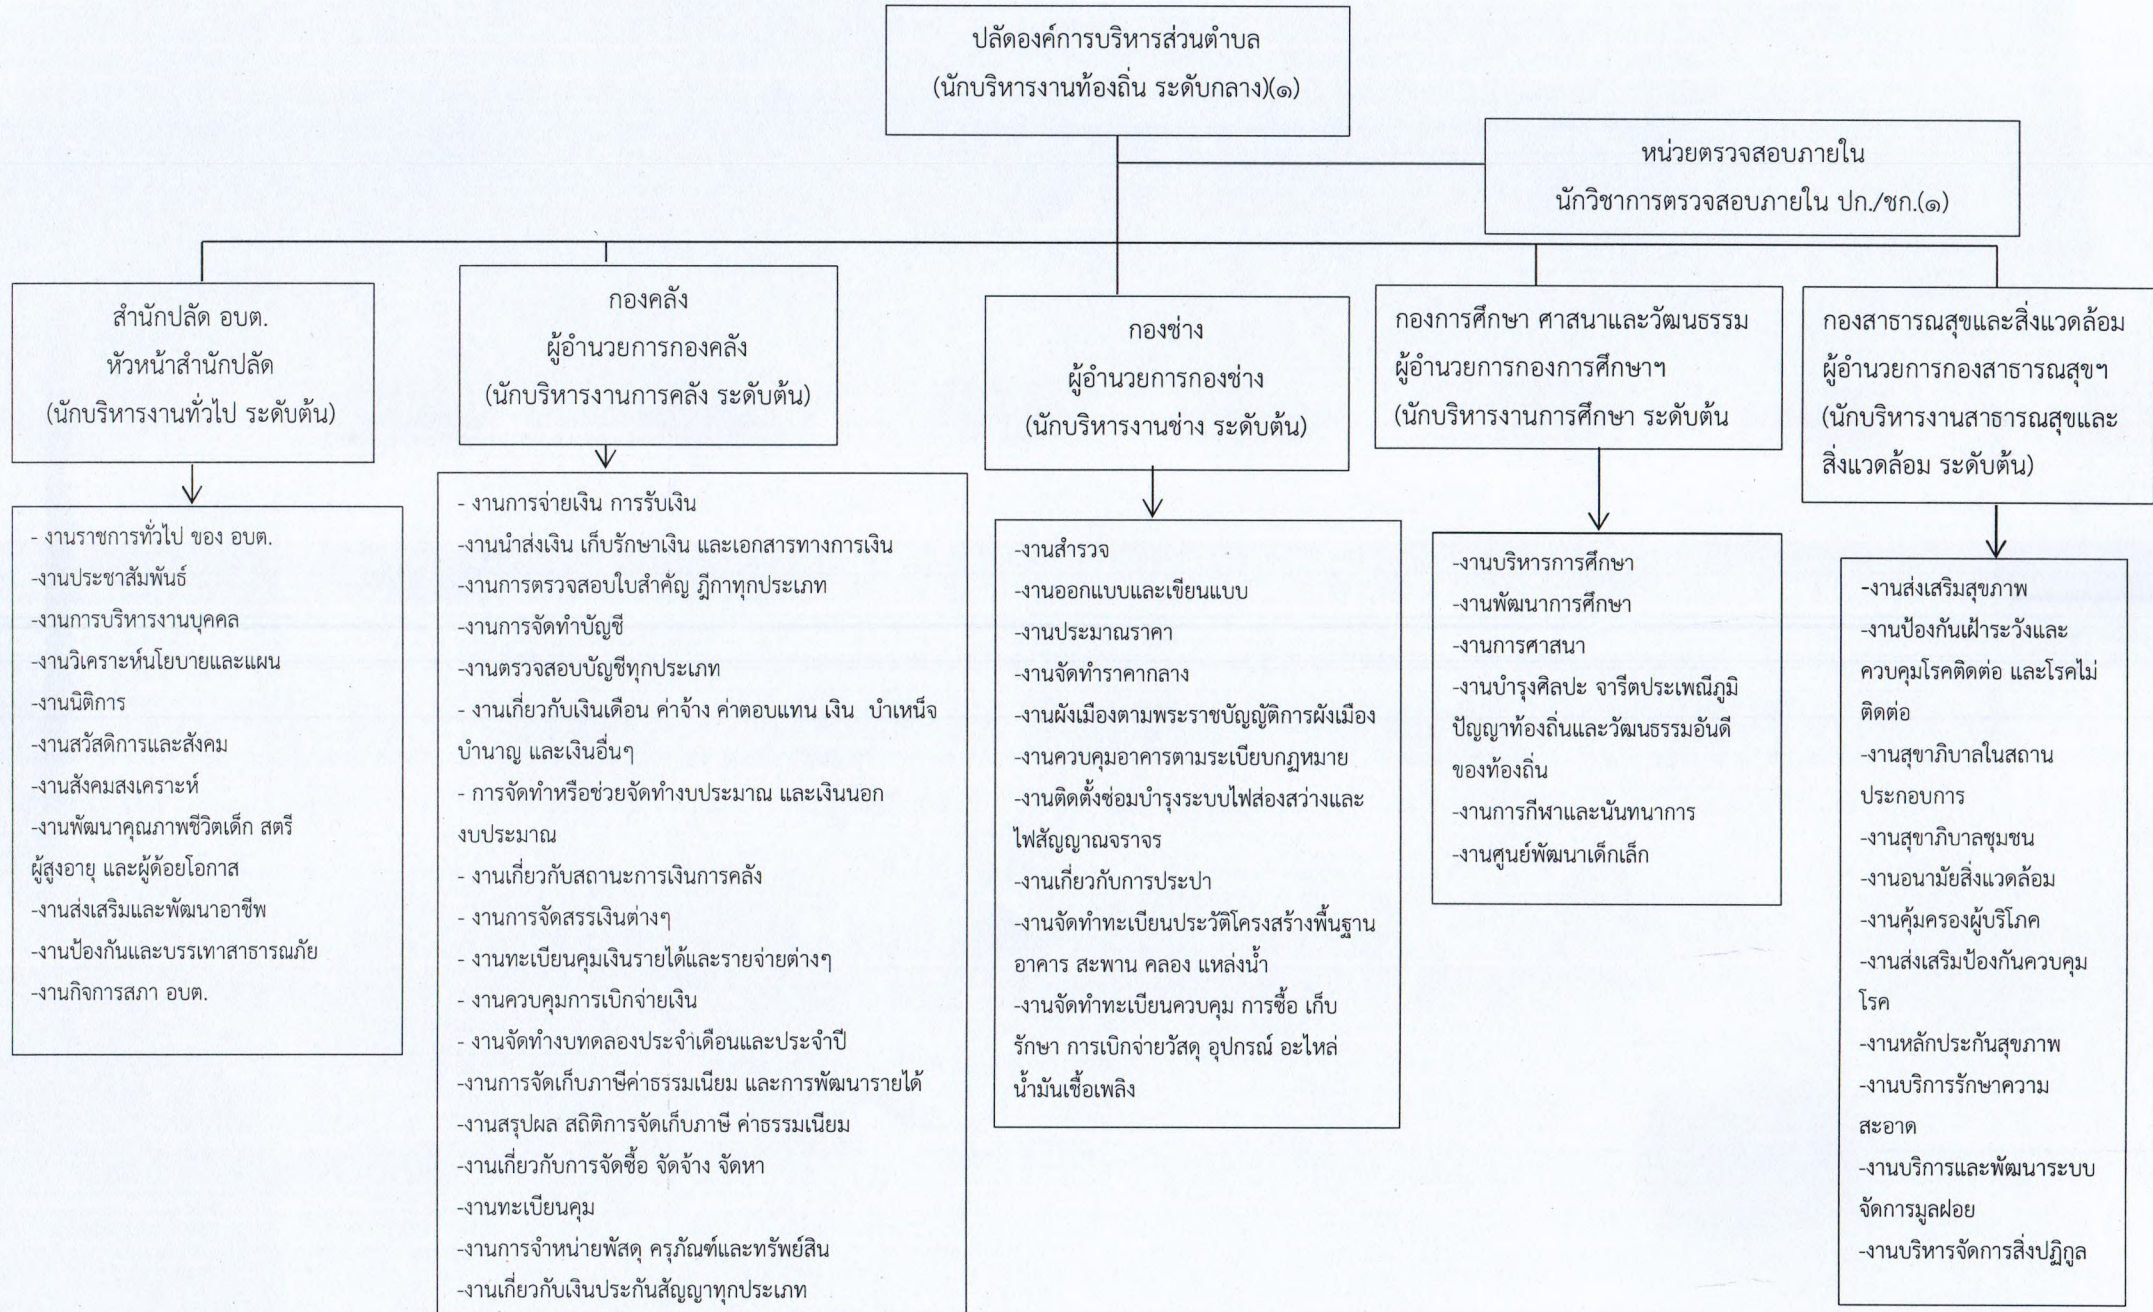 ปลัดองค์การบริหารส่วนตำบล
(นักบริหารงานท้องถิ่น ระดับกลาง)(๑)
หน่วยตรวจสอบภายใน
นักวิชาการตรวจสอบภายใน ปก./ชก.(๑)
สำนักปลัด อบต.
หัวหน้าสำนักปลัด
(นักบริหารงานทั่วไป ระดับต้น)
- งานราชการทั่วไป ของ อบต.
-งานประชาสัมพันธ์
-งานการบริหารงานบุคคล
-งานวิเคราะห์นโยบายและแผน
-งานนิติการ
-งานสวัสดิการและสังคม
-งานสังคมสงเคราะห์
-งานพัฒนาคุณภาพชีวิตเด็ก สตรี
ผู้สูงอายุ และผู้ด้อยโอกาส
-งานส่งเสริมและพัฒนาอาชีพ
-งานป้องกันและบรรเทาสาธารณภัย
-งานกิจการสภา อบต.
กองคลัง
ผู้อำนวยการกองคลัง
(นักบริหารงานการคลัง ระดับต้น)
- งานการจ่ายเงิน การรับเงิน
-งานนำส่งเงิน เก็บรักษาเงิน และเอกสารทางการเงิน
-งานการตรวจสอบใบสำคัญ ฎีกาทุกประเภท
-งานการจัดทำบัญชี
-งานตรวจสอบบัญชีทุกประเภท
- งานเกี่ยวกับเงินเดือน ค่าจ้าง ค่าตอบแทน เงิน บำเหน็จ
บำนาญ และเงินอื่นๆ
- การจัดทำหรือช่วยจัดทำงบประมาณ และเงินนอก
งบประมาณ
- งานเกี่ยวกับสถานะการเงินการคลัง
- งานการจัดสรรเงินต่างๆ
- งานทะเบียนคุมเงินรายได้และรายจ่ายต่างๆ
- งานควบคุมการเบิกจ่ายเงิน
- งานจัดทำงบทดลองประจำเดือนและประจำปี
-งานการจัดเก็บภาษีค่าธรรมเนียม และการพัฒนารายได้
-งานสรุปผล สถิติการจัดเก็บภาษี ค่าธรรมเนียม
-งานเกี่ยวกับการจัดซื้อ จัดจ้าง จัดหา
-งานทะเบียนคุม
-งานการจำหน่ายพัสดุ ครุภัณฑ์และทรัพย์สิน
-งานเกี่ยวกับเงินประกันสัญญาทุกประเภท
กองช่าง
ผู้อำนวยการกองช่าง
(นักบริหารงานช่าง ระดับต้น)
-งานสำรวจ
-งานออกแบบและเขียนแบบ
-งานประมาณราคา
-งานจัดทำราคากลาง
-งานผังเมืองตามพระราชบัญญัติการผังเมือง
-งานควบคุมอาคารตามระเบียบกฎหมาย
-งานติดตั้งซ่อมบำรุงระบบไฟส่องสว่างและ
ไฟสัญญาณจราจร
-งานเกี่ยวกับการประปา
-งานจัดทำทะเบียนประวัติโครงสร้างพื้นฐาน
อาคาร สะพาน คลอง แหล่งน้ำ
-งานจัดทำทะเบียนควบคุม การซื้อ เก็บ
รักษา การเบิกจ่ายวัสดุ อุปกรณ์ อะไหล่
น้ำมันเชื้อเพลิง
กองการศึกษา ศาสนาและวัฒนธรรม
ผู้อำนวยการกองการศึกษาฯ
(นักบริหารงานการศึกษา ระดับต้น
-งานบริหารการศึกษา
-งานพัฒนาการศึกษา
-งานการศาสนา
-งานบำรุงศิลปะ จารีตประเพณีภูมิ
ปัญญาท้องถิ่นและวัฒนธรรมอันดี
ของท้องถิ่น
-งานการกีฬาและนันทนาการ
-งานศูนย์พัฒนาเด็กเล็ก
กองสาธารณสุขและสิ่งแวดล้อม
ผู้อำนวยการกองสาธารณสุขฯ
(นักบริหารงานสาธารณสุขและ
สิ่งแวดล้อม ระดับต้น)
-งานส่งเสริมสุขภาพ
-งานป้องกันเฝ้าระวังและ
ควบคุมโรคติดต่อ และโรคไม่
ติดต่อ
-งานสุขาภิบาลในสถาน
ประกอบการ
-งานสุขาภิบาลชุมชน
-งานอนามัยสิ่งแวดล้อม
-งานคุ้มครองผู้บริโภค
-งานส่งเสริมป้องกันควบคุม
โรค
-งานหลักประกันสุขภาพ
-งานบริการรักษาความ
สะอาด
-งานบริการและพัฒนาระบบ
จัดการมูลฝอย
-งานบริหารจัดการสิ่งปฏิกูล